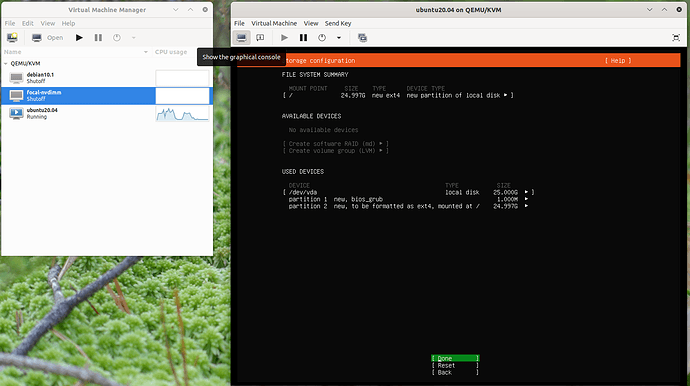 Virtual Machine Manager
File Edit View Help
Open
Name CPU usage
QEMU/KVM
debian10.1
Shutoff
focal-nvdimm
Shutoff
ubuntu20.04
Running
Show the graphical console
ubuntu20.04 on QEMU/KVM
File Virtual Machine View Send Key
torage configuration [ Help ]
FILE SYSTEM SUMMARY
MOUNT POINT SIZE TYPE DEVICE TYPE
[ / 24.997G new ext4 new partition of local disk ▸ ]
AVAILABLE DEVICES
No available devices
[ Create software RAID (md) ▸ ]
[ Create volume group (LVM) ▸ ]
USED DEVICES
DEVICE TYPE SIZE
[ /dev/vda local disk 25.000G ▸ ]
partition 1 new, bios_grub 1.000M ▸
partition 2 new, to be formatted as ext4, mounted at / 24.997G ▸
[ Done ]
[ Reset ]
[ Back ]